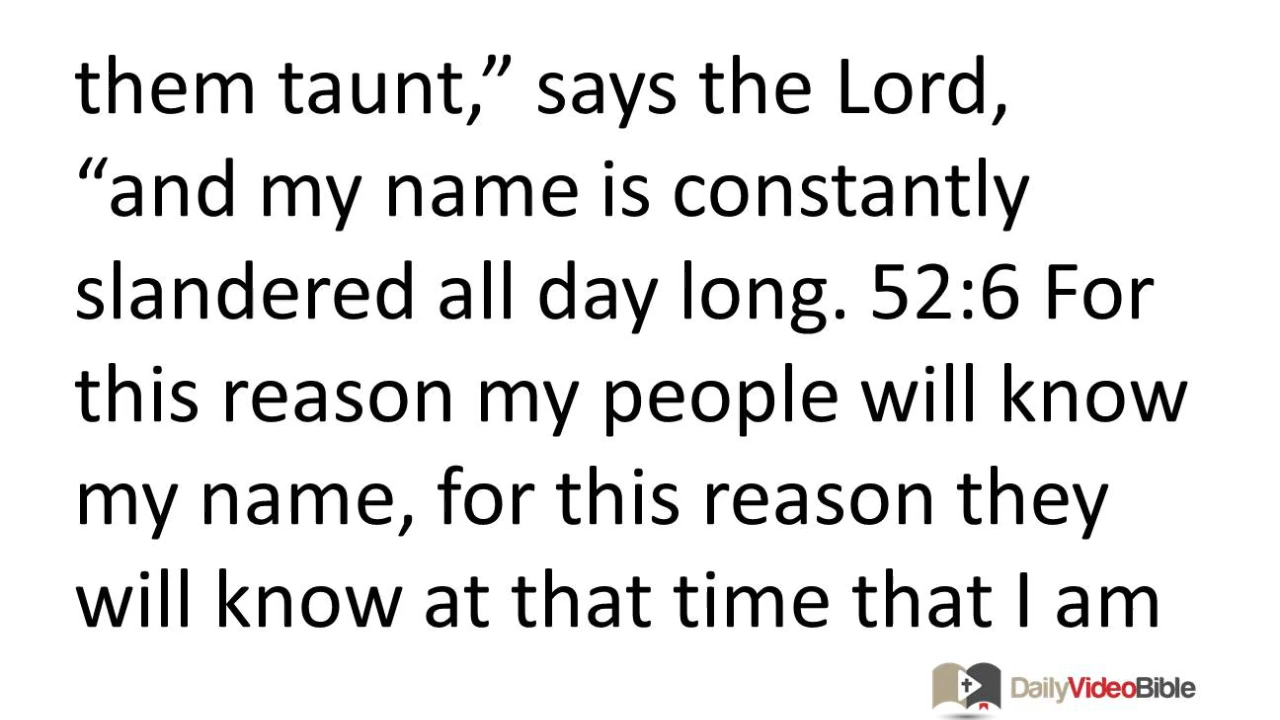 them taunt,” says the Lord,
“and my name is constantly
slandered all day long. 52:6 For
this reason my people will know
my name, for this reason they
will know at that time that I am
DailyVideoBible